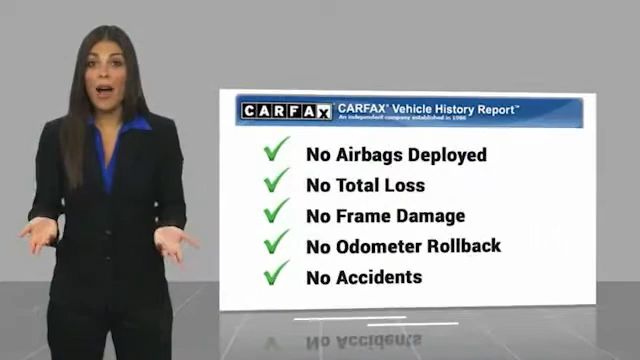 CARFAX CARFAX® Vehicle History Report™
An independent company established in 1986
No Airbags Deployed
No Total Loss
No Frame Damage
No Odometer Rollback
No Accidents